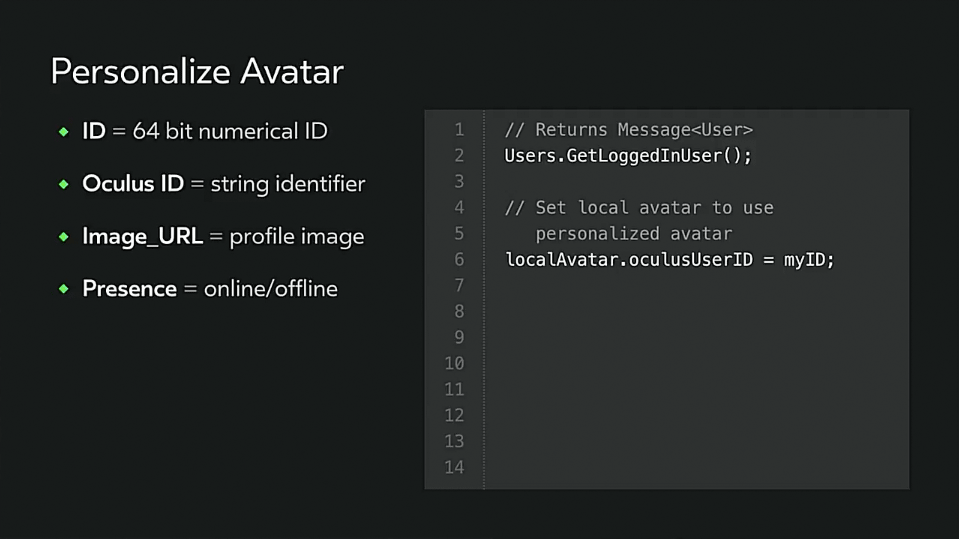 Personalize Avatar
ID = 64 bit numerical ID
Oculus ID = string identifier
Image_URL = profile image
Presence = online/offline
1 // Returns Message<User>
2 Users.GetLoggedInUser();
3
4 // Set local avatar to use
5 personalized avatar
6 localAvatar.oculusUserID = myID;
7
8
9
10
11
12
13
14